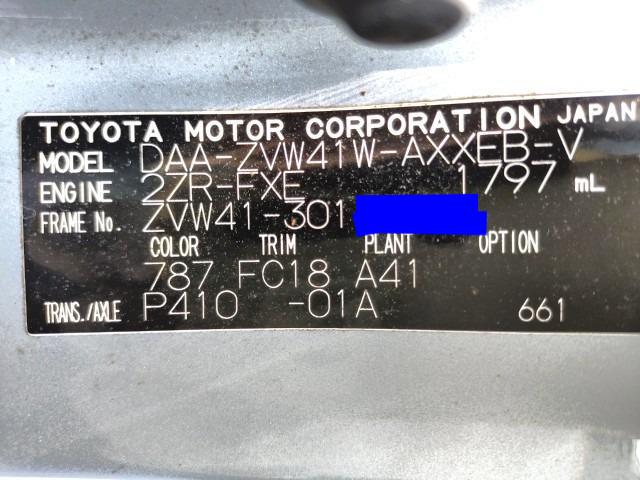 TOYOTA MOTOR CORPORATION JAPAN
MODEL DAA-ZVW41W-AXXEB-V
ENGINE 2ZR-FXE 1797 mL
FRAME No. ZVW41-301
COLOR TRIM PLANT OPTION
787 FC18 A41
TRANS./AXLE P410 -01A 661